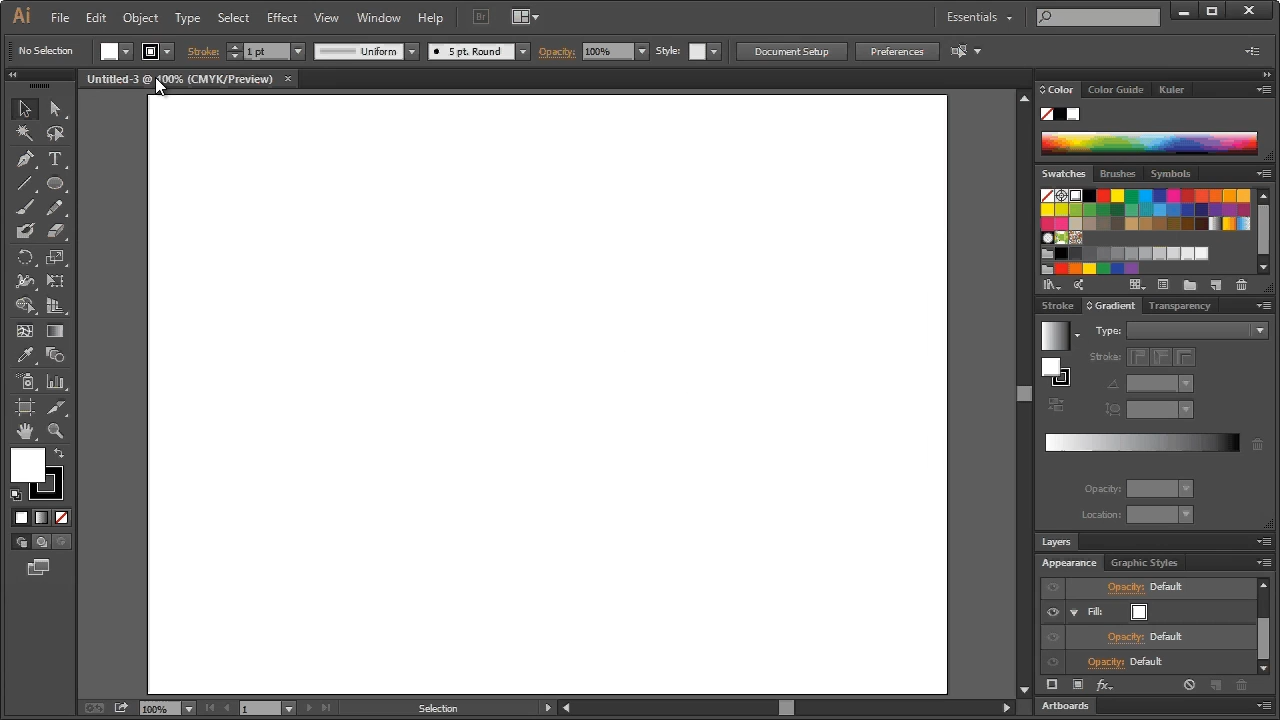 Ai File Edit Object Type Select Effect View Window Help Br Essentials
No Selection Stroke: 1 pt Uniform 5 pt. Round Opacity: 100% Style: Document Setup Preferences
Untitled-3 @ 100% (CMYK/Preview) ×
Color Color Guide Kuler
Swatches Brushes Symbols
Stroke Gradient Transparency
Type:
Stroke:
Opacity:
Location:
Layers
Appearance Graphic Styles
Opacity: Default
Fill:
Opacity: Default
Opacity: Default
fx
Artboards
100% 1 Selection